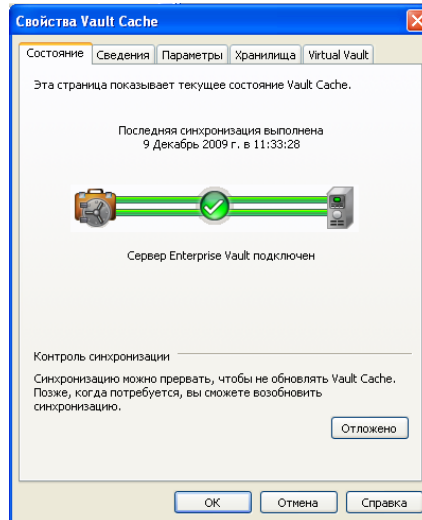 Свойства Vault Cache
Состояние Сведения Параметры Хранилища Virtual Vault
Эта страница показывает текущее состояние Vault Cache.
Последняя синхронизация выполнена
9 Декабрь 2009 г. в 11:33:28
Сервер Enterprise Vault подключен
Контроль синхронизации
Синхронизацию можно прервать, чтобы не обновлять Vault Cache.
Позже, когда потребуется, вы сможете возобновить
синхронизацию.
Отложено
ОК Отмена Справка